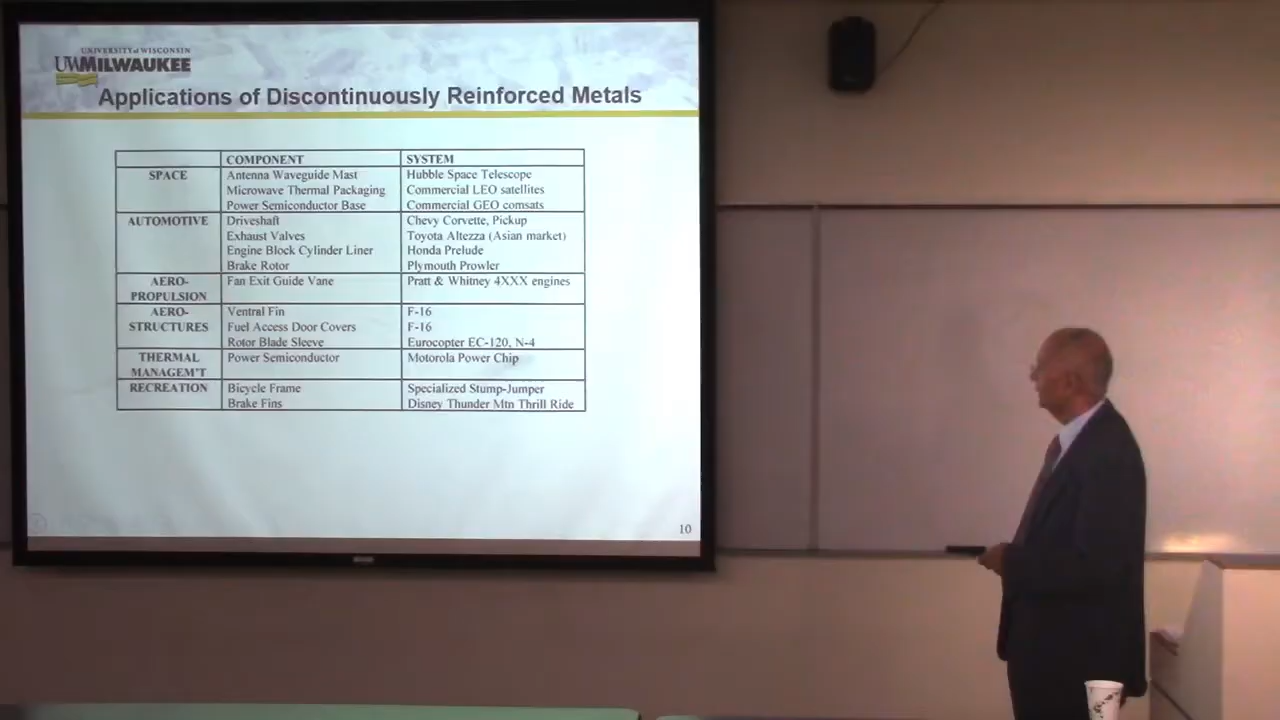 UNIVERSITY of WISCONSIN
UWMILWAUKEE
Applications of Discontinuously Reinforced Metals
COMPONENT SYSTEM
SPACE Antenna Waveguide Mast Hubble Space Telescope
Microwave Thermal Packaging Commercial LEO satellites
Power Semiconductor Base Commercial GEO comsats
AUTOMOTIVE Driveshaft Chevy Corvette, Pickup
Exhaust Valves Toyota Altezza (Asian market)
Engine Block Cylinder Liner Honda Prelude
Brake Rotor Plymouth Prowler
AERO- Fan Exit Guide Vane Pratt & Whitney 4XXX engines
PROPULSION
AERO- Ventral Fin F-16
STRUCTURES Fuel Access Door Covers F-16
Rotor Blade Sleeve Eurocopter EC-120, N-4
THERMAL Power Semiconductor Motorola Power Chip
MANAGEM'T
RECREATION Bicycle Frame Specialized Stump-Jumper
Brake Fins Disney Thunder Mtn Thrill Ride
10